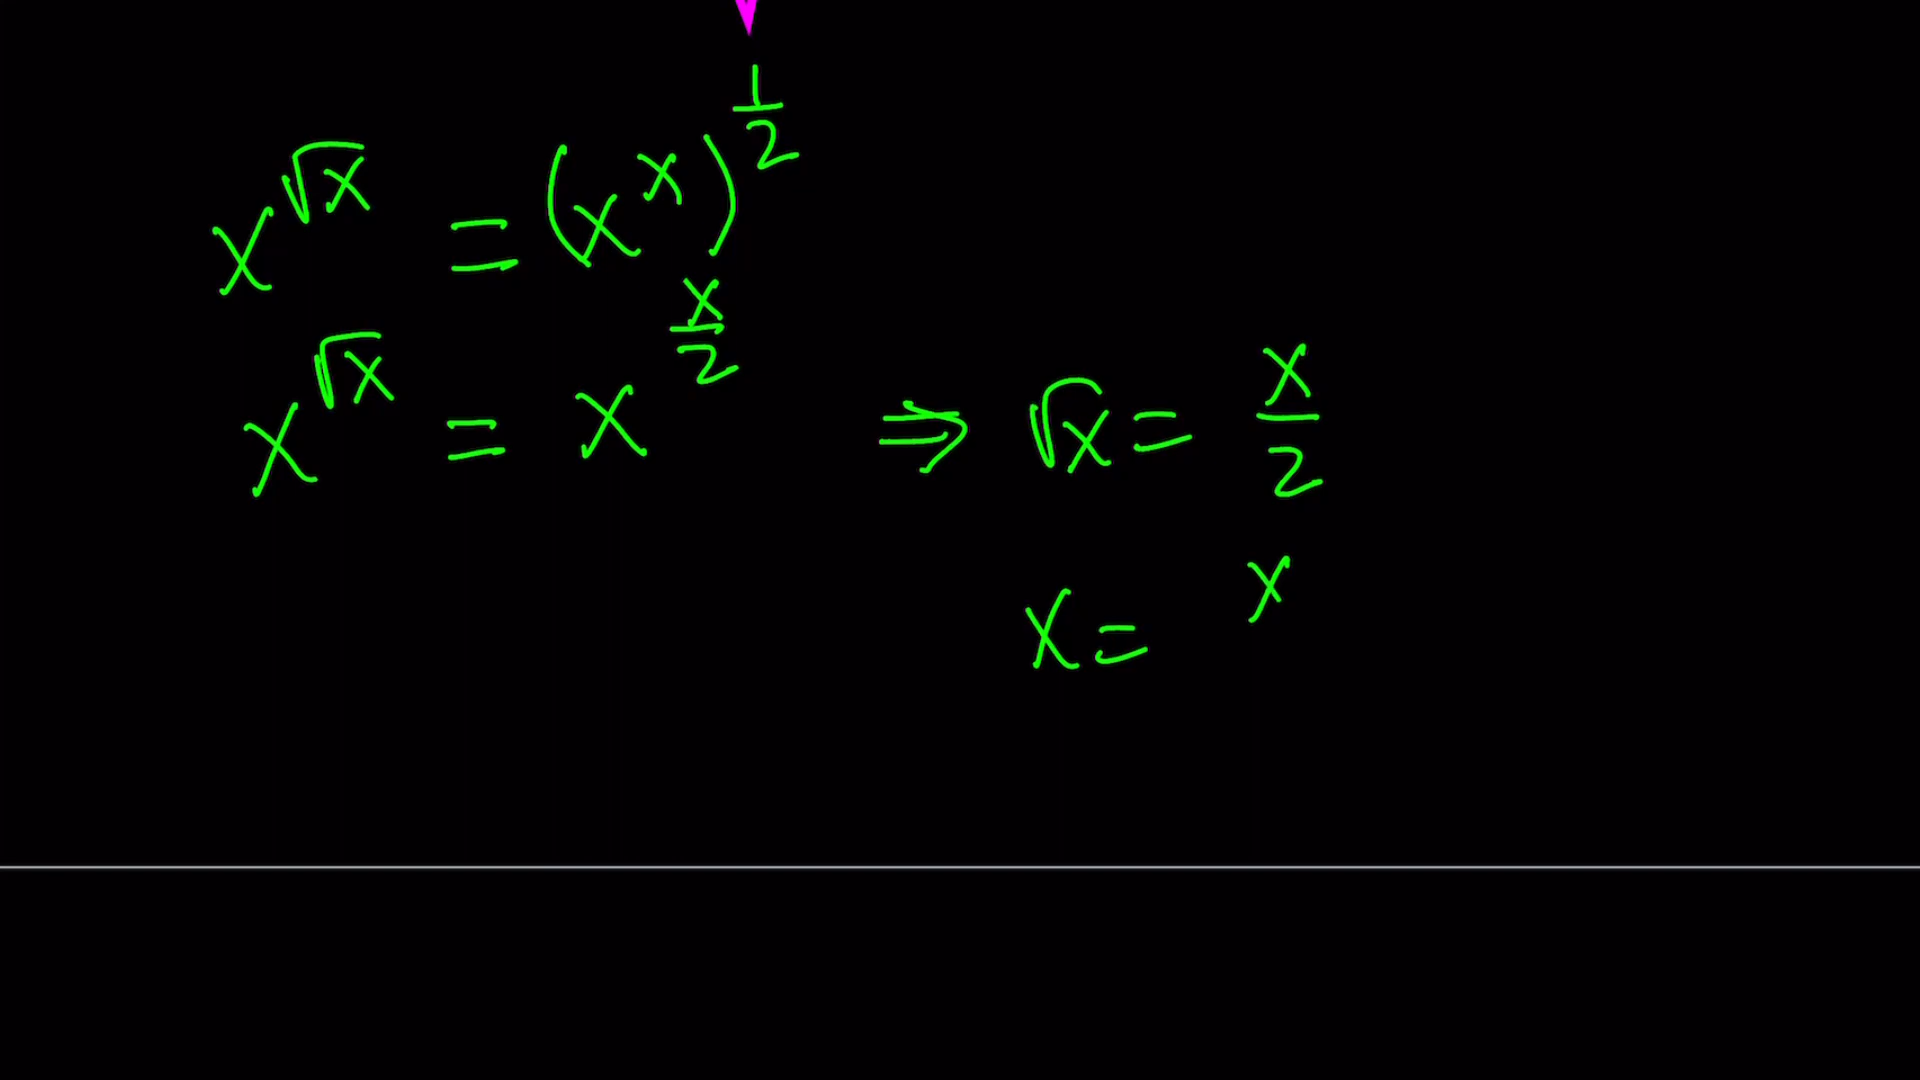 x^√x = (x^x)^(1/2)
x^√x = x^(x/2) ⇒ √x = x/2
x = x